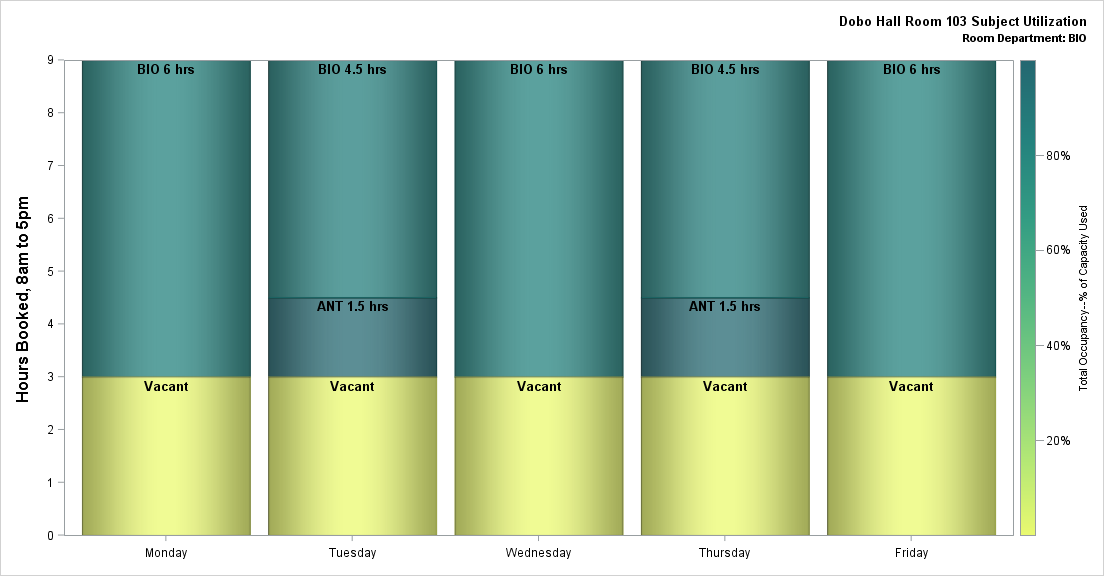 Dobo Hall Room 103 Subject Utilization
Room Department: BIO
Hours Booked, 8am to 5pm
9
8
7
6
5
4
3
2
1
0
BIO 6 hrs
BIO 4.5 hrs
BIO 6 hrs
BIO 4.5 hrs
BIO 6 hrs
ANT 1.5 hrs
ANT 1.5 hrs
Vacant
Vacant
Vacant
Vacant
Vacant
Monday
Tuesday
Wednesday
Thursday
Friday
80%
60%
40%
20%
Total Occupancy--% of Capacity Used